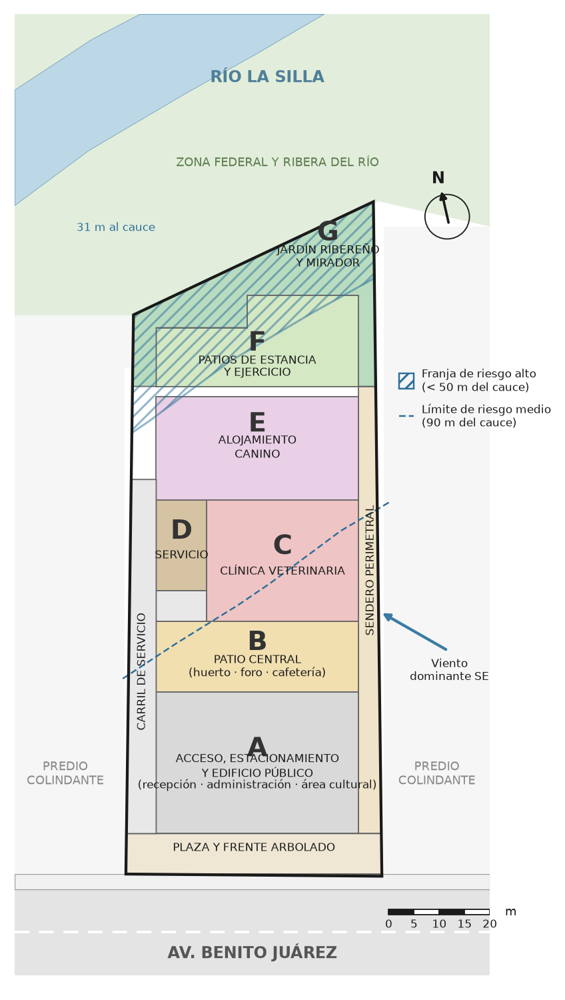 RÍO LA SILLA
ZONA FEDERAL Y RIBERA DEL RÍO
N
31 m al cauce
G
JARDÍN RIBEREÑO
Y MIRADOR
F
PATIOS DE ESTANCIA
Y EJERCICIO
Franja de riesgo alto
(< 50 m del cauce)
Límite de riesgo medio
(90 m del cauce)
E
ALOJAMIENTO
CANINO
D
SERVICIO
C
CLÍNICA VETERINARIA
SENDERO PERIMETRAL
CARRIL DE SERVICIO
B
PATIO CENTRAL
(huerto · foro · cafetería)
Viento
dominante SE
A
ACCESO, ESTACIONAMIENTO
Y EDIFICIO PÚBLICO
(recepción · administración · área cultural)
PREDIO
COLINDANTE
PREDIO
COLINDANTE
PLAZA Y FRENTE ARBOLADO
m
0 5 10 15 20
AV. BENITO JUÁREZ